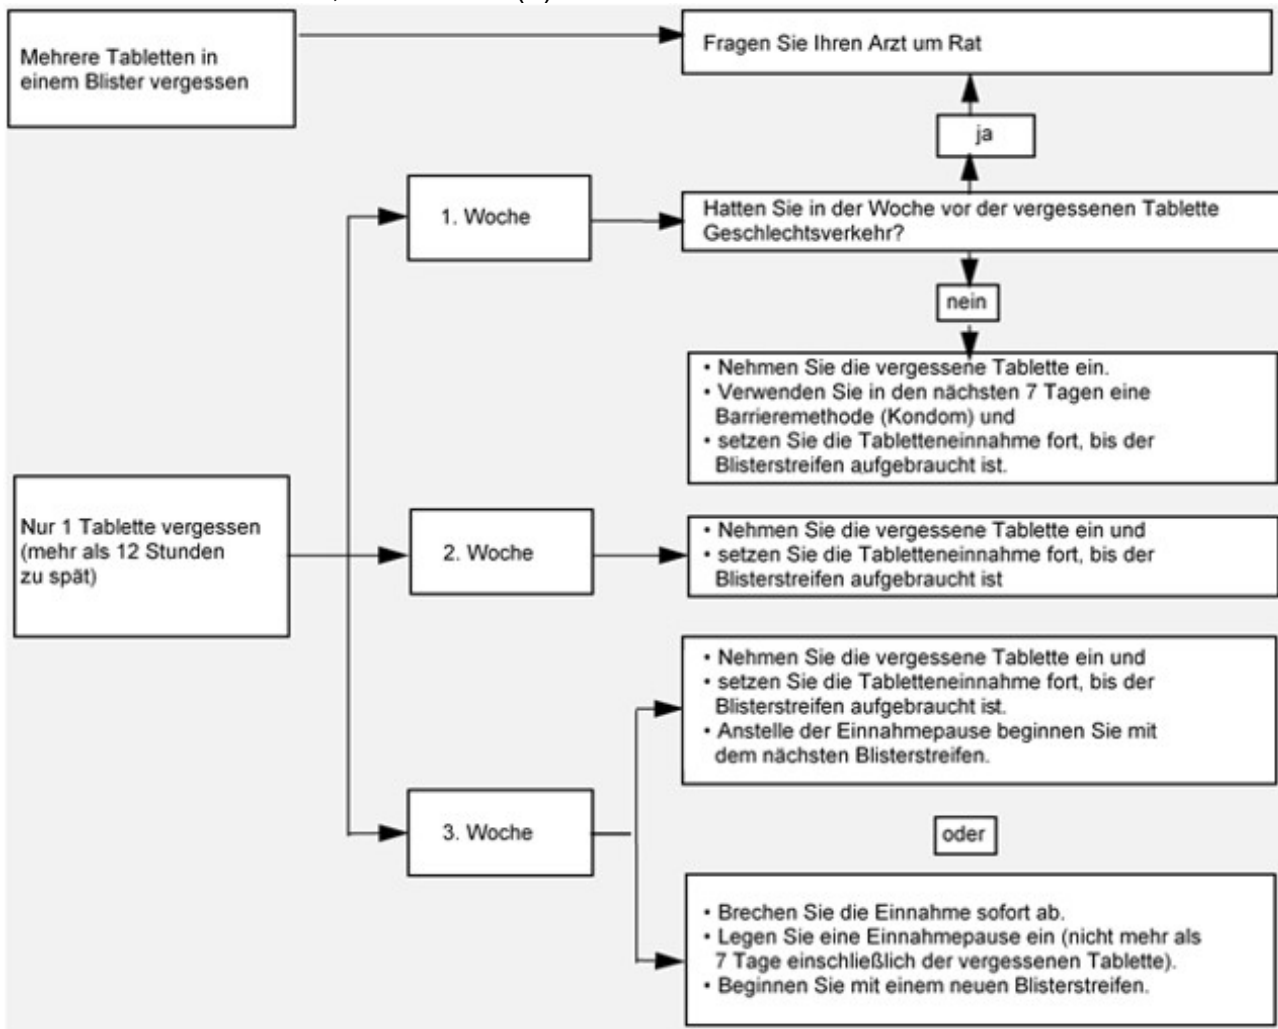 Mehrere Tabletten in
einem Blister vergessen
Fragen Sie Ihren Arzt um Rat
ja
1. Woche
Hatten Sie in der Woche vor der vergessenen Tablette
Geschlechtsverkehr?
nein
• Nehmen Sie die vergessene Tablette ein.
• Verwenden Sie in den nächsten 7 Tagen eine
Barrieremethode (Kondom) und
• setzen Sie die Tabletteneinnahme fort, bis der
Blisterstreifen aufgebraucht ist.
Nur 1 Tablette vergessen
(mehr als 12 Stunden
zu spät)
2. Woche
• Nehmen Sie die vergessene Tablette ein und
• setzen Sie die Tabletteneinnahme fort, bis der
Blisterstreifen aufgebraucht ist
• Nehmen Sie die vergessene Tablette ein und
• setzen Sie die Tabletteneinnahme fort, bis der
Blisterstreifen aufgebraucht ist.
• Anstelle der Einnahmepause beginnen Sie mit
dem nächsten Blisterstreifen.
3. Woche
oder
• Brechen Sie die Einnahme sofort ab.
• Legen Sie eine Einnahmepause ein (nicht mehr als
7 Tage einschließlich der vergessenen Tablette).
• Beginnen Sie mit einem neuen Blisterstreifen.